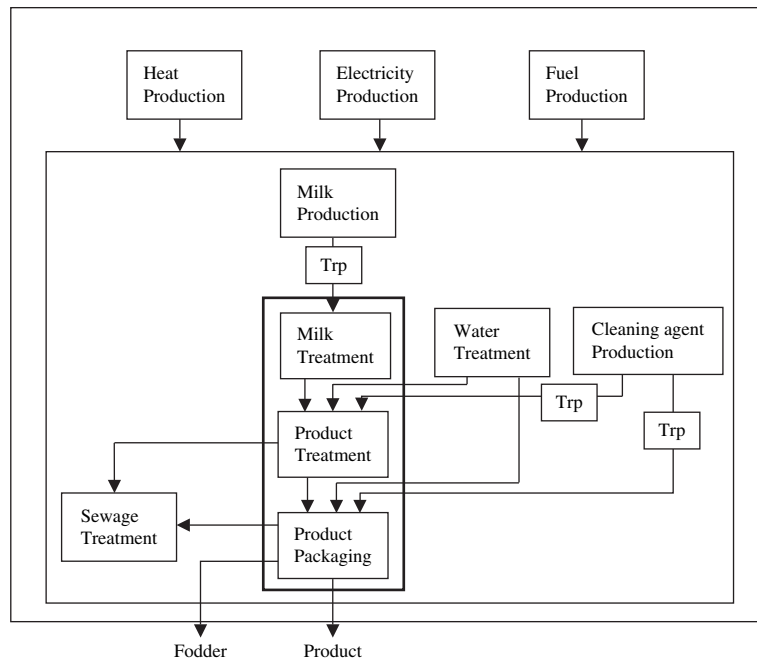 Heat
Production
Electricity
Production
Fuel
Production
Milk
Production
Trp
Milk
Treatment
Water
Treatment
Cleaning agent
Production
Trp
Trp
Product
Treatment
Sewage
Treatment
Product
Packaging
Fodder
Product